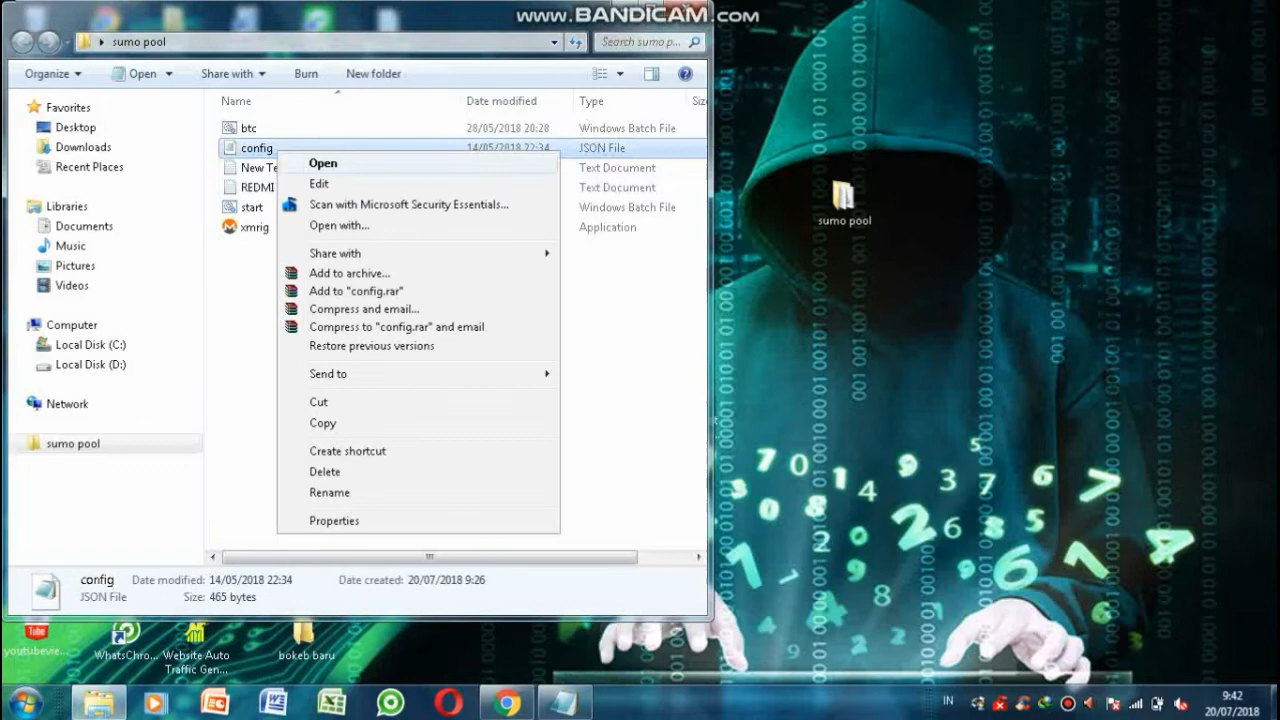 www.BANDICAM.com
sumo pool
Search sumo p...
Organize
Open
Share with
Burn
New folder
Name
Date modified
Type
Favorites
Desktop
Downloads
Recent Places
Libraries
Documents
Music
Pictures
Videos
Computer
Local Disk (C:)
Local Disk (D:)
Network
sumo pool
btc 28/05/2018 20:28 Windows Batch File
config 14/05/2018 22:34 JSON File
New Te Text Document
REDMI Text Document
start Windows Batch File
xmrig Application
Open
Edit
Scan with Microsoft Security Essentials...
Open with...
Share with
Add to archive...
Add to "config.rar"
Compress and email...
Compress to "config.rar" and email
Restore previous versions
Send to
Cut
Copy
Create shortcut
Delete
Rename
Properties
config Date modified: 14/05/2018 22:34 Date created: 20/07/2018 9:26
JSON File Size: 465 bytes
sumo pool
Tube
youtubevie...
WhatsChro...
Website Auto
Traffic Gen...
bokeb baru
IN
9:42
20/07/2018